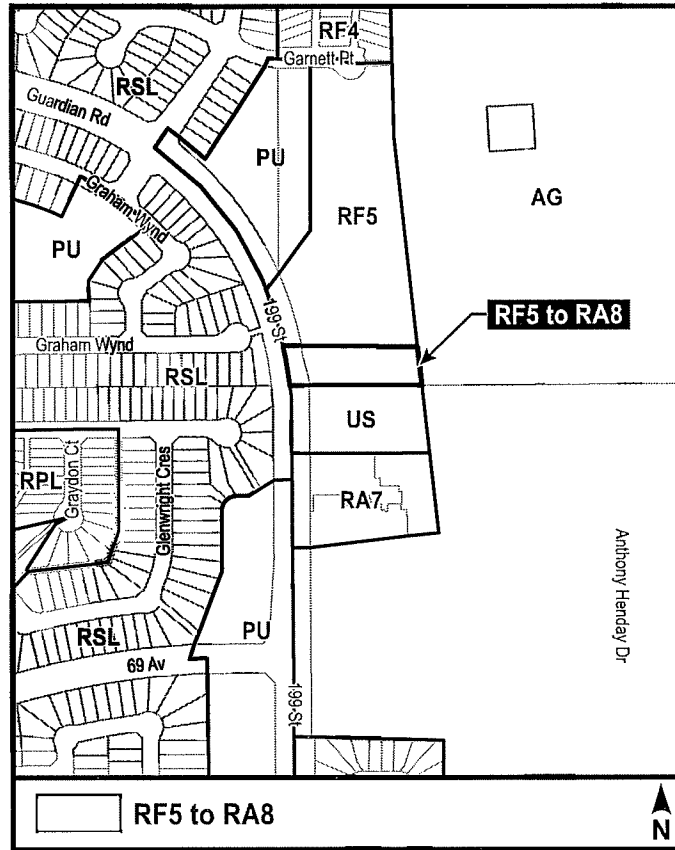 RF4
Garnett Pt
RSL
Guardian Rd
PU
AG
Graham Wynd
RF5
PU
199 St
RF5 to RA8
Graham Wynd
RSL
US
RPL
Graydon Ct
Glenwright Cres
RA7
Anthony Henday Dr
RSL
PU
69 Av
199 St
RF5 to RA8
N